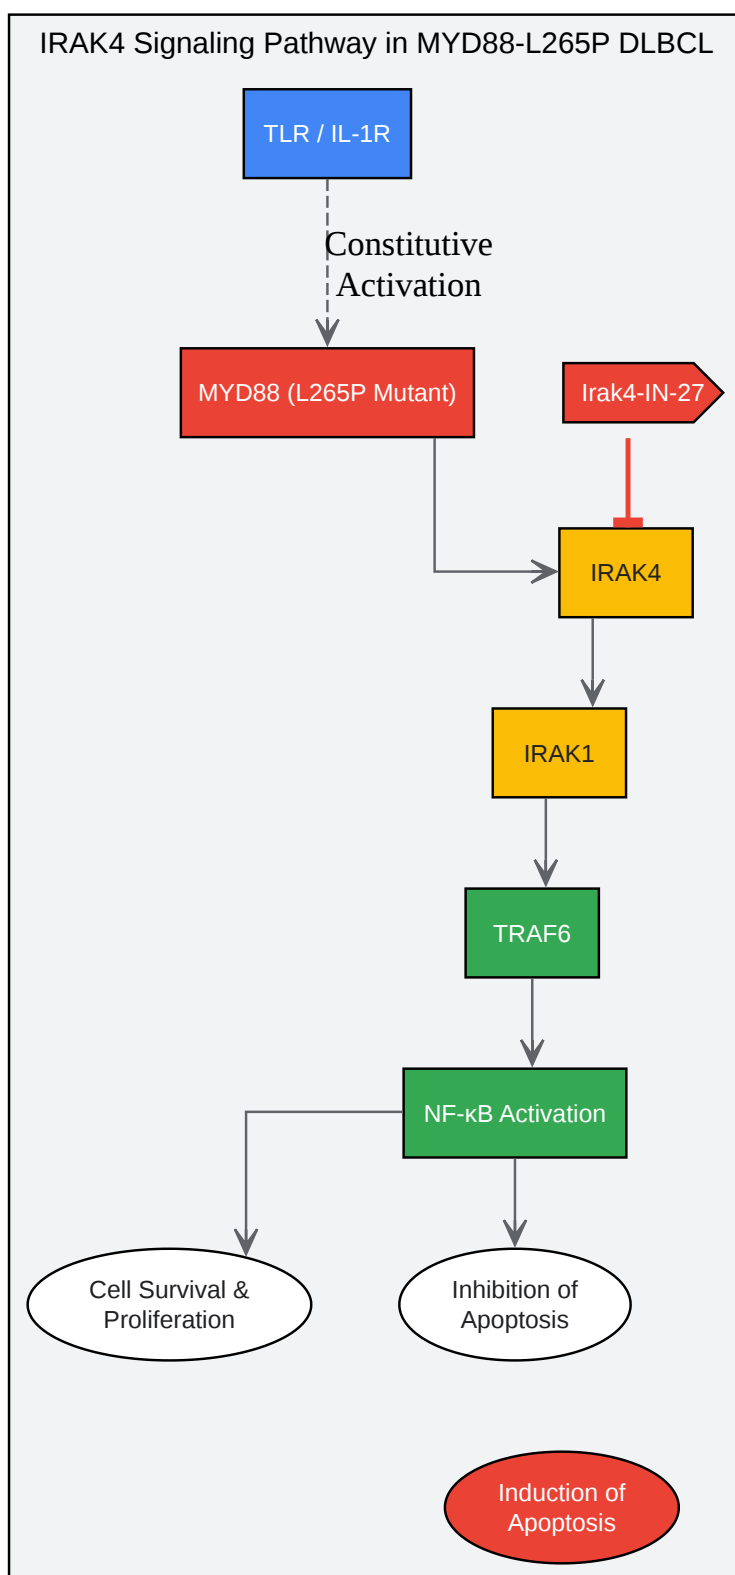 IRAK4 Signaling Pathway in MYD88-L265P DLBCL
TLR / IL-1R
Constitutive
Activation
MYD88 (L265P Mutant)
Irak4-IN-27
IRAK4
IRAK1
TRAF6
NF-κB Activation
Cell Survival &
Proliferation
Inhibition of
Apoptosis
Induction of
Apoptosis